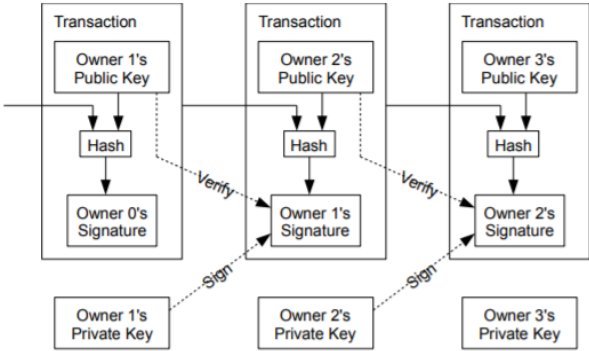 Transaction
Owner 1's
Public Key
Hash
Owner 0's
Signature
Transaction
Owner 2's
Public Key
Hash
Verify
Owner 1's
Signature
Transaction
Owner 3's
Public Key
Hash
Verify
Owner 2's
Signature
Owner 1's
Private Key
Sign
Owner 2's
Private Key
Sign
Owner 3's
Private Key